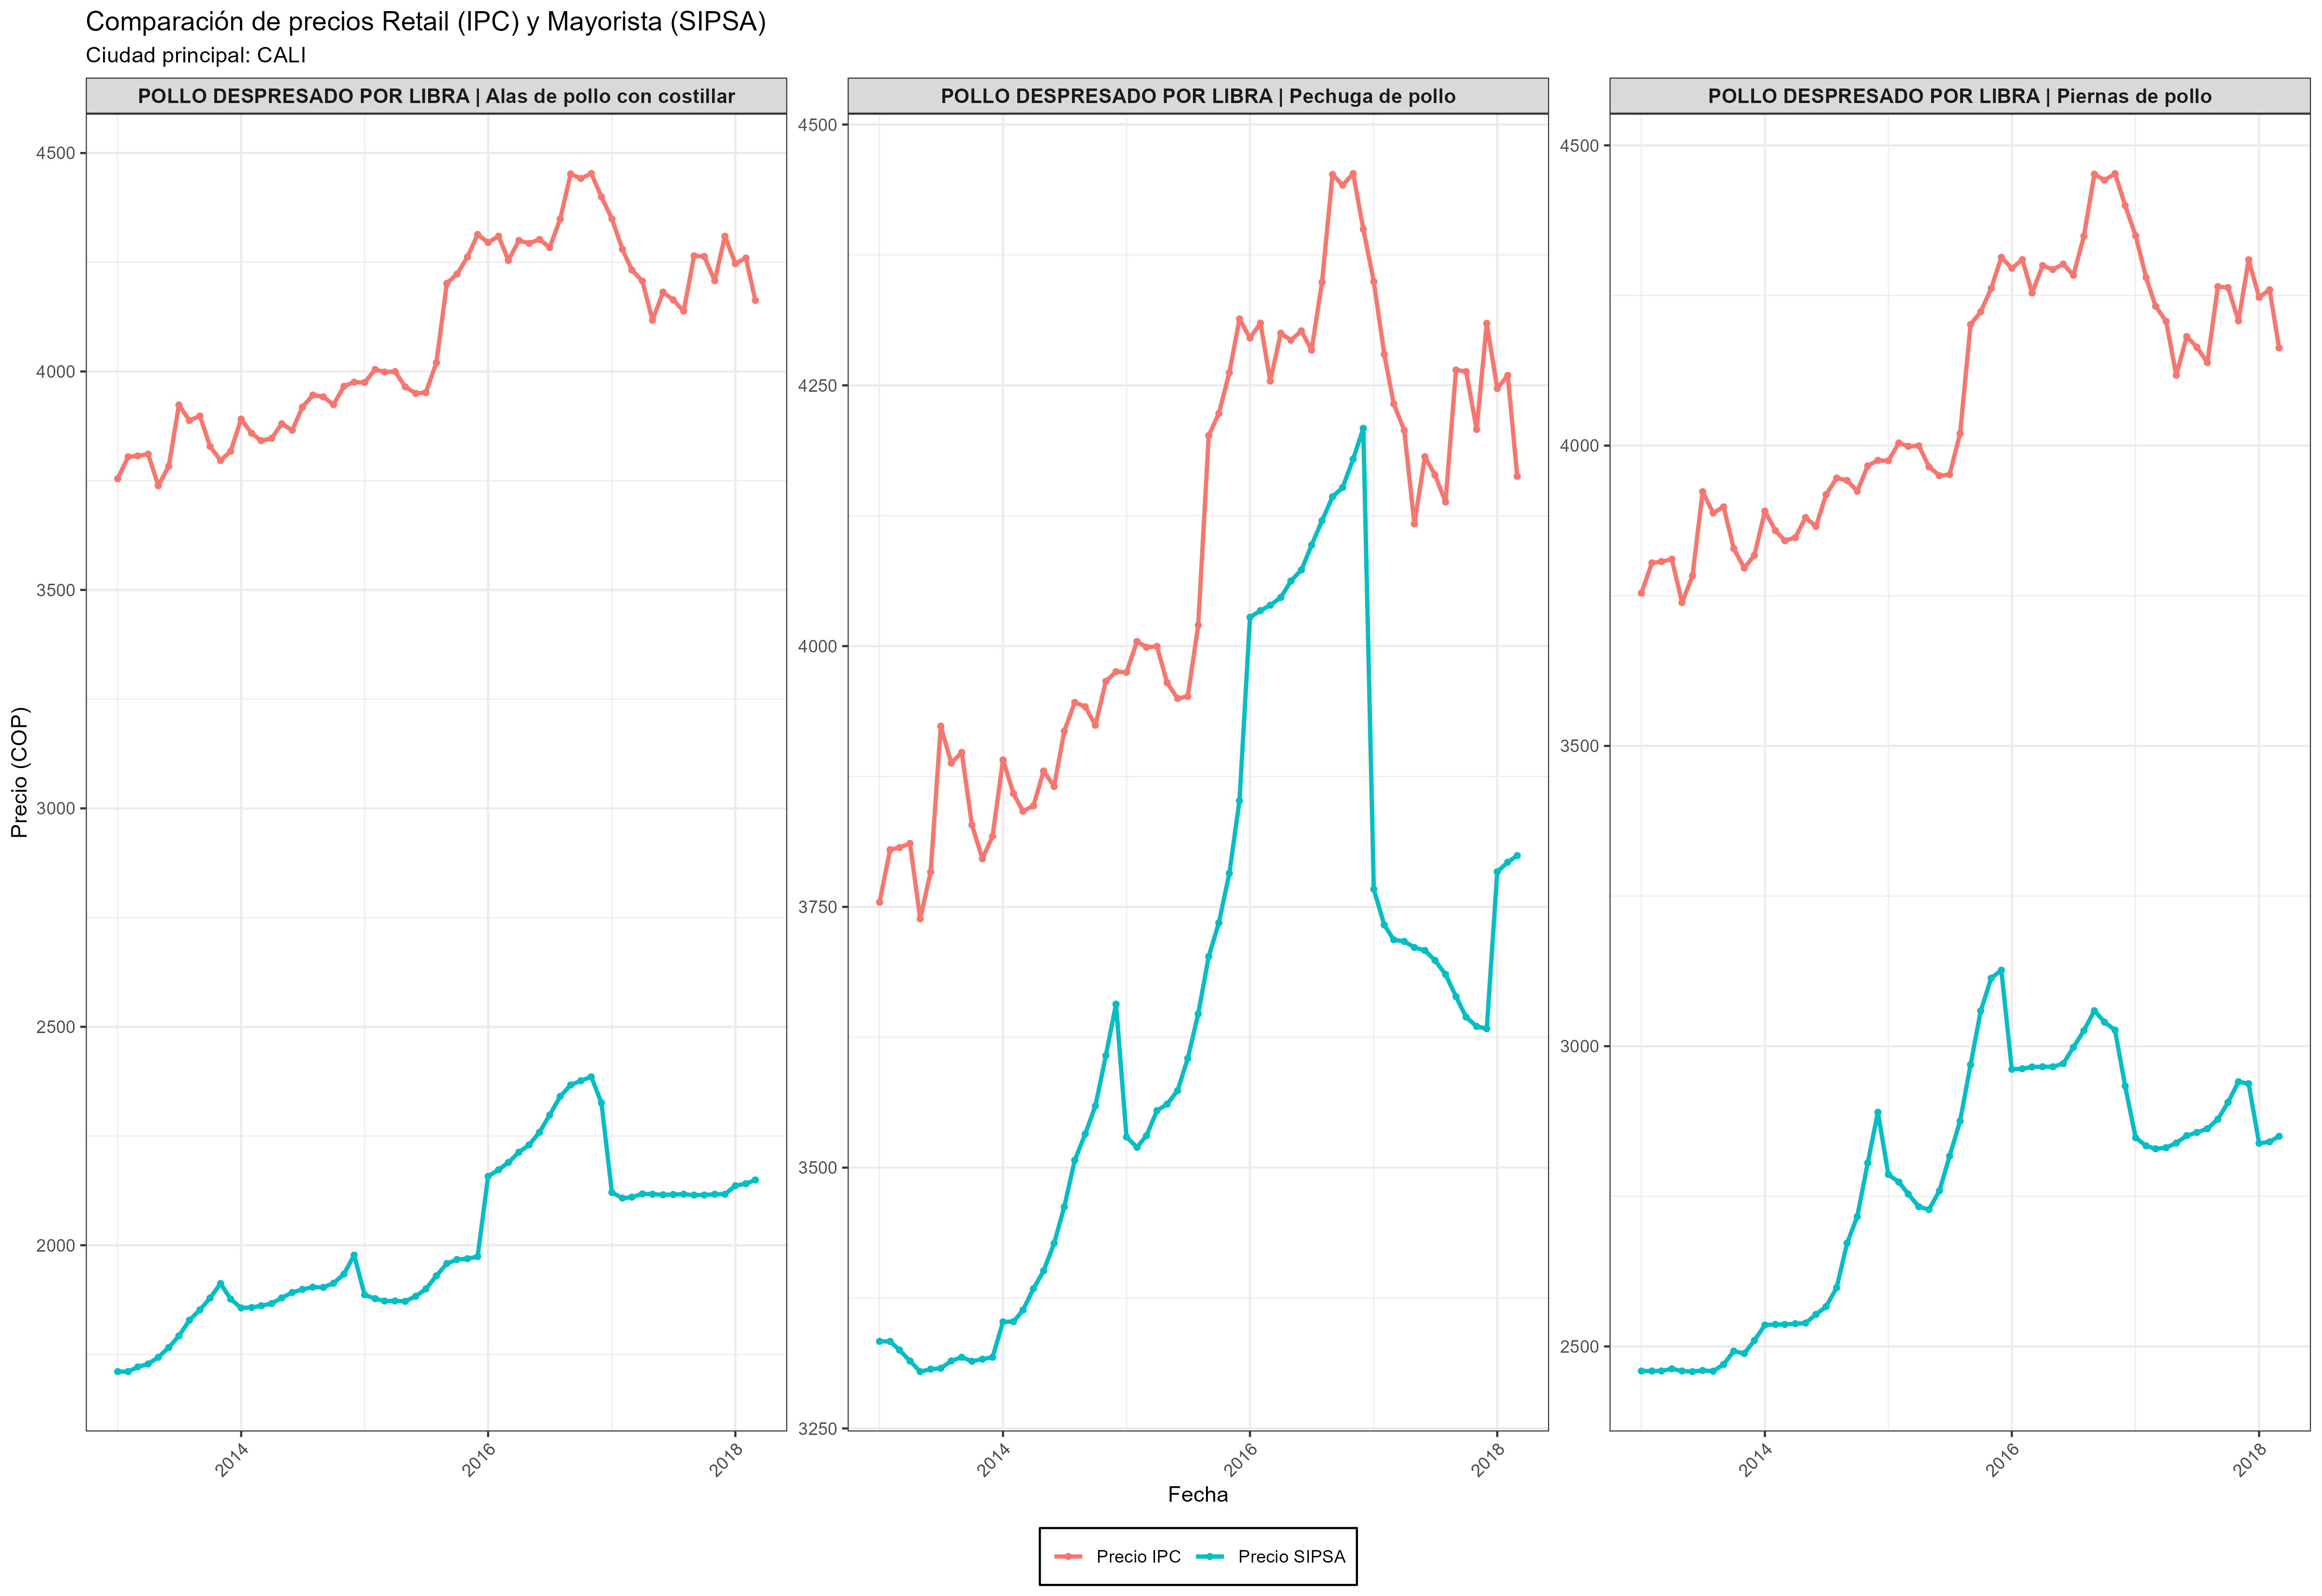 Comparación de precios Retail (IPC) y Mayorista (SIPSA)
Ciudad principal: CALI
POLLO DESPRESADO POR LIBRA | Alas de pollo con costillar
POLLO DESPRESADO POR LIBRA | Pechuga de pollo
POLLO DESPRESADO POR LIBRA | Piernas de pollo
Precio (COP)
4500
4000
3500
3000
2500
2000
4500
4250
4000
3750
3500
3250
4500
4000
3500
3000
2500
2014
2016
2018
2014
2016
2018
2014
2016
2018
Fecha
Precio IPC
Precio SIPSA